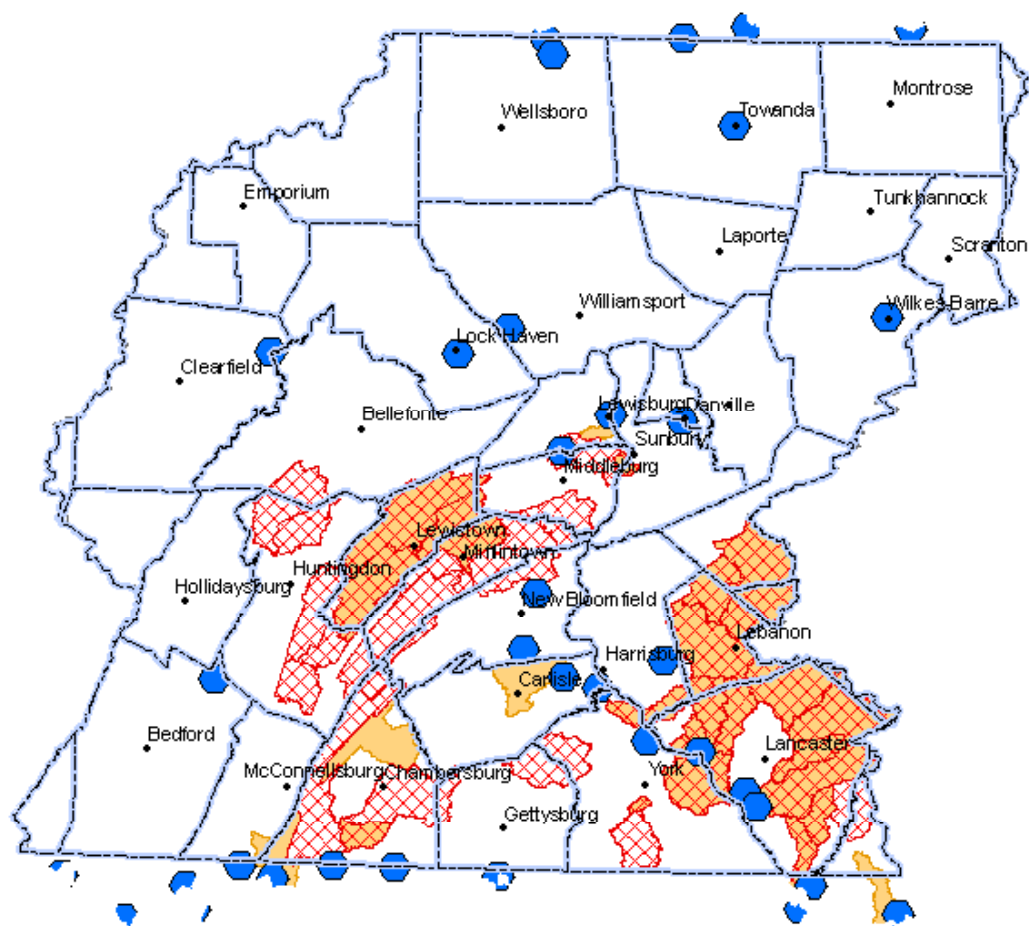 Montrose
Towanda
Wellsboro
Emporium
Tunkhannock
Laporte
Scranton
Williamsport
Wilkes-Barre
Lock Haven
Clearfield
Lewisburg
Danville
Bellefonte
Sunbury
Middleburg
Lewistown
Mifflintown
Huntingdon
Hollidaysburg
New Bloomfield
Lebanon
Harrisburg
Carlisle
Bedford
Lancaster
McConnellsburg
Chambersburg
York
Gettysburg